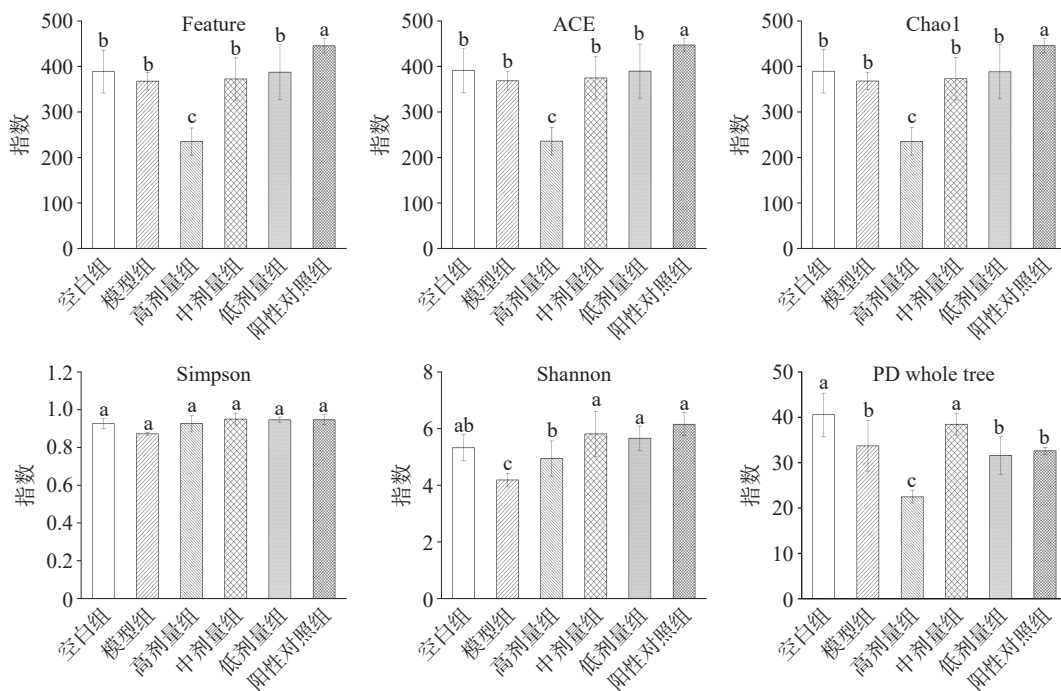 Feature
500
400
300
200
100
0
指数
b
b
c
b
b
a
空白组
模型组
高剂量组
中剂量组
低剂量组
阳性对照组
ACE
500
400
300
200
100
0
指数
b
b
c
b
b
a
空白组
模型组
高剂量组
中剂量组
低剂量组
阳性对照组
Chao1
500
400
300
200
100
0
指数
b
b
c
b
b
a
空白组
模型组
高剂量组
中剂量组
低剂量组
阳性对照组
Simpson
1.2
1.0
0.8
0.6
0.4
0.2
0
指数
a
a
a
a
a
a
空白组
模型组
高剂量组
中剂量组
低剂量组
阳性对照组
Shannon
8
6
4
2
0
指数
ab
c
b
a
a
a
空白组
模型组
高剂量组
中剂量组
低剂量组
阳性对照组
PD whole tree
50
40
30
20
10
0
指数
a
b
c
a
b
b
空白组
模型组
高剂量组
中剂量组
低剂量组
阳性对照组